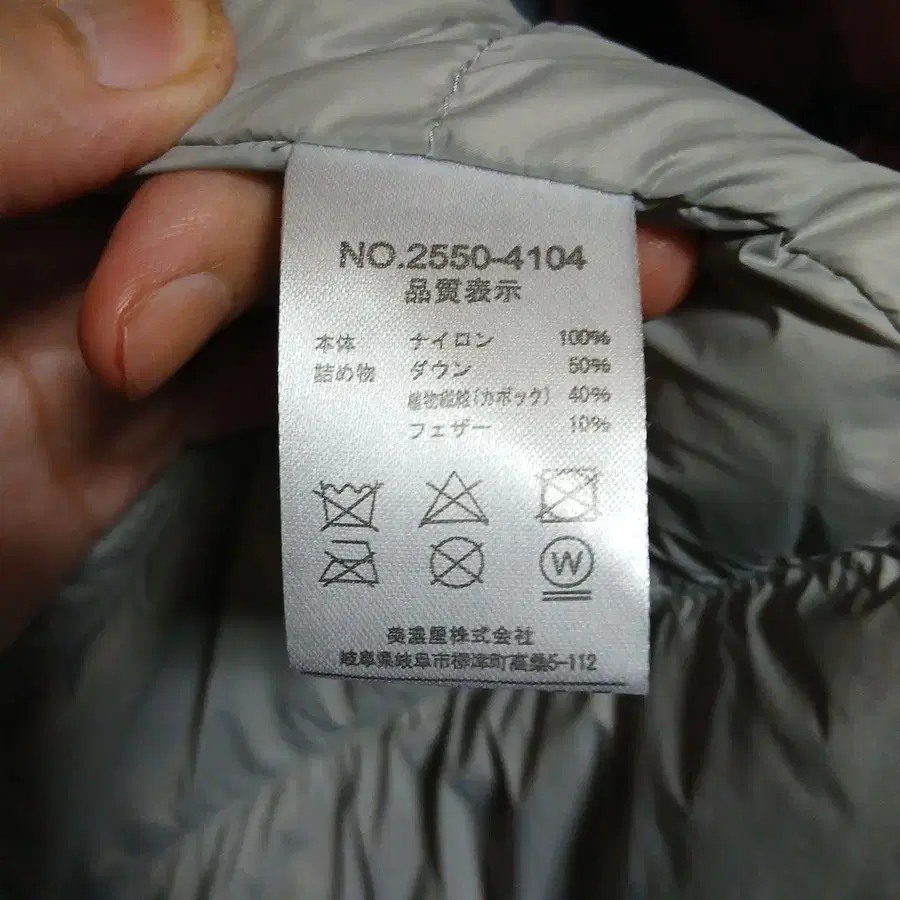 NO.2550-4104
品質表示
本体 ナイロン 100%
詰め物 ダウン 50%
植物繊維(カポック) 40%
フェザー 10%
W
美濃屋株式会社
岐阜県岐阜市柳津町高桑5-112